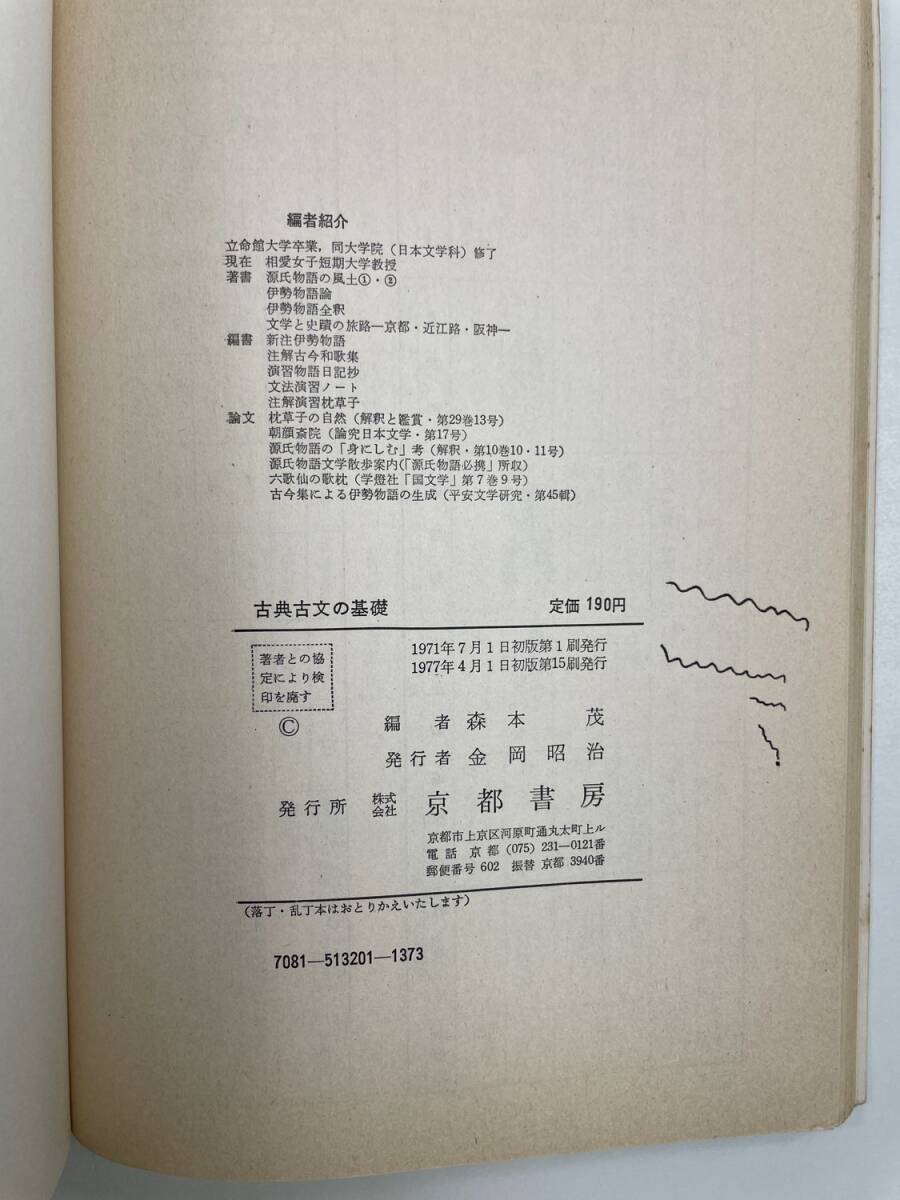 編者紹介
立命館大学卒業，同大学院（日本文学科）修了
現在 相愛女子短期大学教授
著書 源氏物語の風土①・②
伊勢物語論
伊勢物語全釈
文学と史蹟の旅路―京都・近江路・阪神―
編書 新注伊勢物語
注解古今和歌集
演習物語日記抄
文法演習ノート
注解演習枕草子
論文 枕草子の自然（解釈と鑑賞・第29巻13号）
朝顔斎院（論究日本文学・第17号）
源氏物語の「身にしむ」考（解釈・第10巻10・11号）
源氏物語文学散歩案内（「源氏物語必携」所収）
六歌仙の歌枕（学燈社「国文学」第7巻9号）
古今集による伊勢物語の生成（平安文学研究・第45輯）
古典古文の基礎 定価 190円
著者との協
定により検
印を廃す
1971年7月1日初版第1刷発行
1977年4月1日初版第15刷発行
© 編者 森本 茂
発行者 金岡昭治
発行所 株式会社 京都書房
京都市上京区河原町通丸太町上ル
電話 京都 (075) 231―0121番
郵便番号 602 振替 京都 3940番
（落丁・乱丁本はおとりかえいたします）
7081―513201―1373